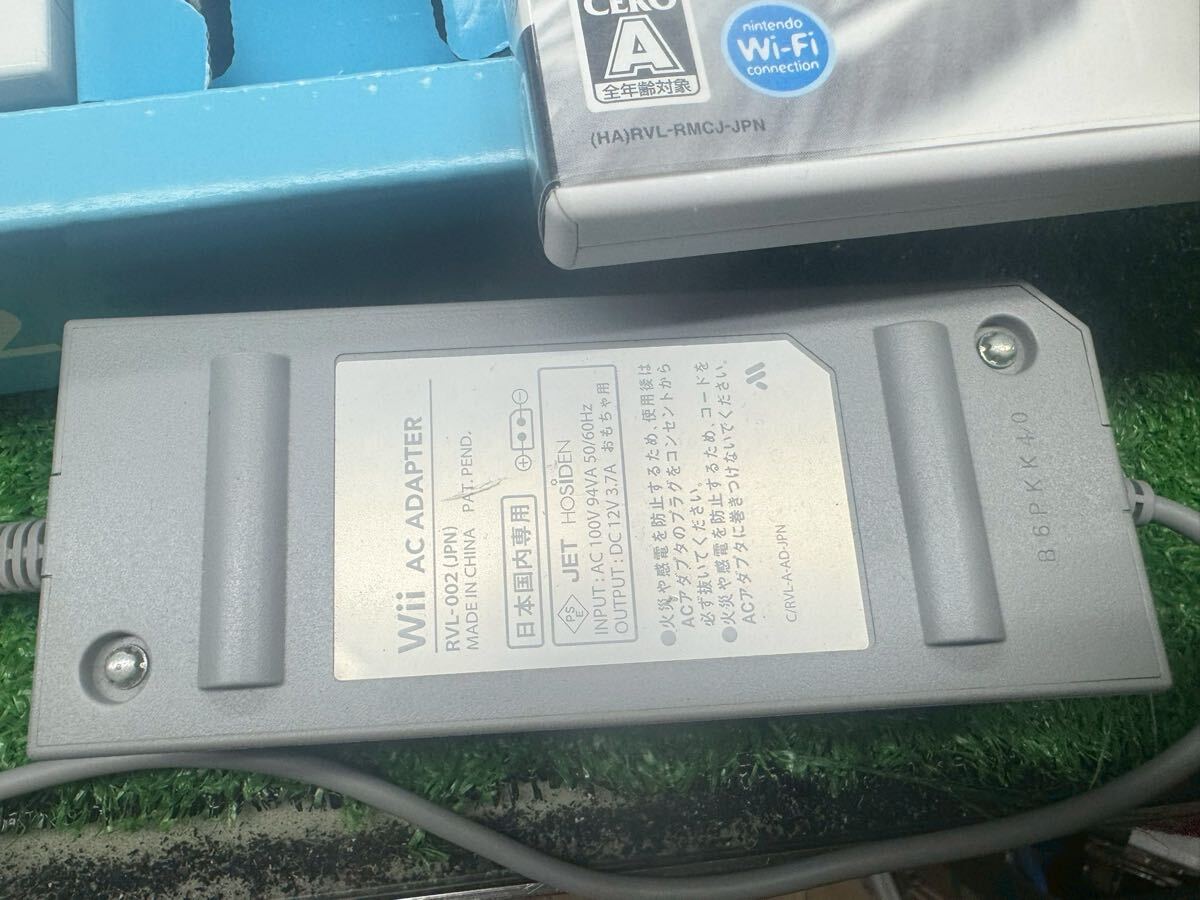 CERO
A
全年齢対象
nintendo
Wi-Fi
connection
(HA)RVL-RMCJ-JPN
Wii AC ADAPTER
RVL-002 (JPN)
MADE IN CHINA PAT. PEND.
日本国内専用
PS
E
JET HOSIDEN
INPUT : AC 100V 94VA 50/60Hz
OUTPUT : DC 12V 3.7A おもちゃ用
●火災や感電を防止するため、使用後は
ACアダプタのプラグをコンセントから
必ず抜いてください。
●火災や感電を防止するため、コードを
ACアダプタに巻きつけないでください。
C/RVL-A-AD-JPN